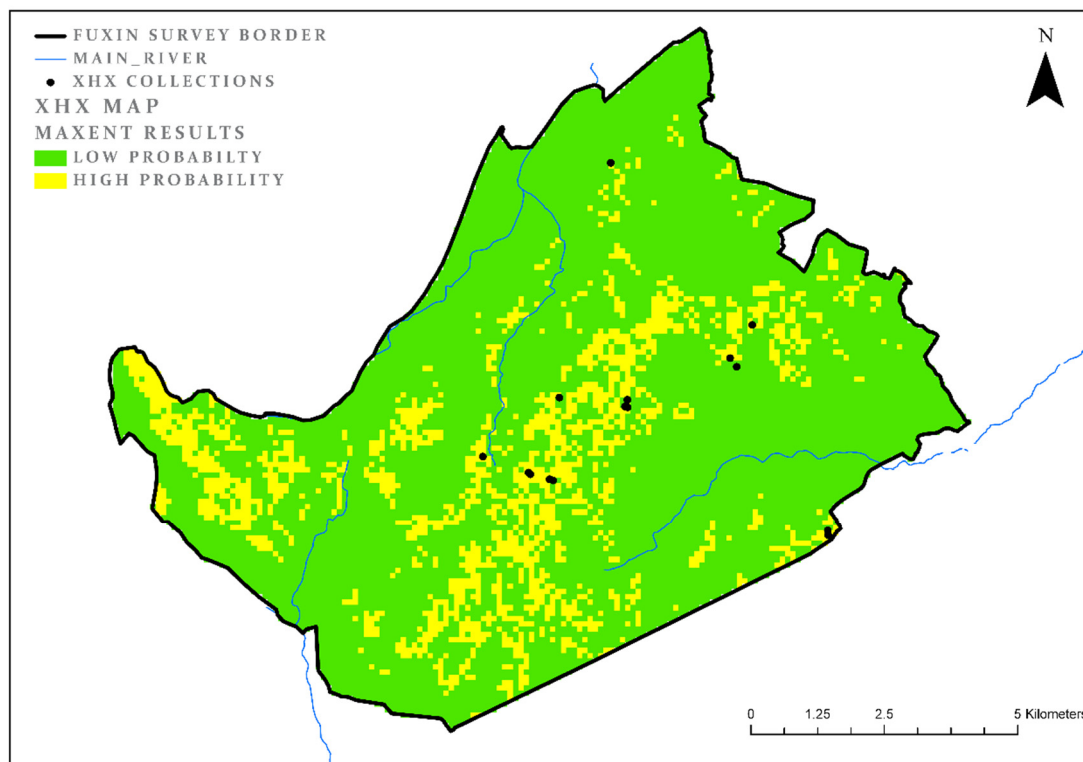 FUXIN SURVEY BORDER
MAIN_RIVER
XHX COLLECTIONS
XHX MAP
MAXENT RESULTS
LOW PROBABILTY
HIGH PROBABILITY
N
0 1.25 2.5 5 Kilometers